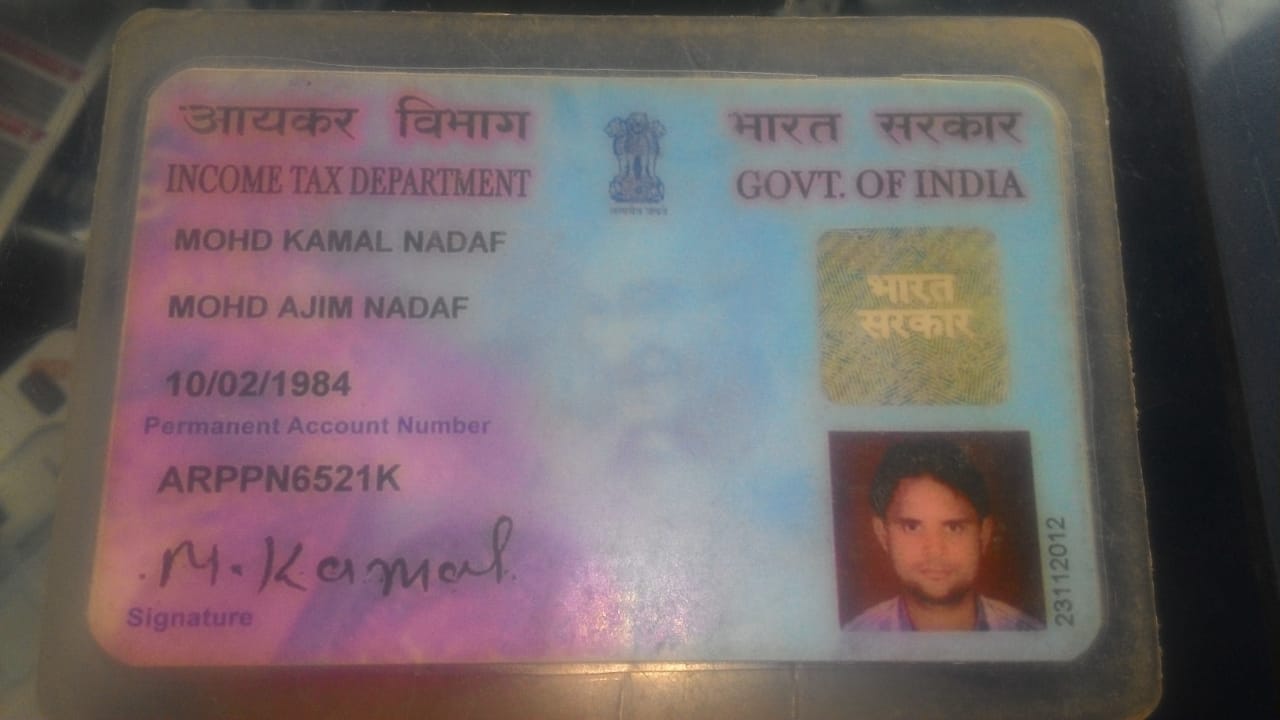 आयकर विभाग
INCOME TAX DEPARTMENT
भारत सरकार
GOVT. OF INDIA
सत्यमेव जयते
MOHD KAMAL NADAF
MOHD AJIM NADAF
10/02/1984
Permanent Account Number
ARPPN6521K
M. Kamal
Signature
भारत
सरकार
23112012